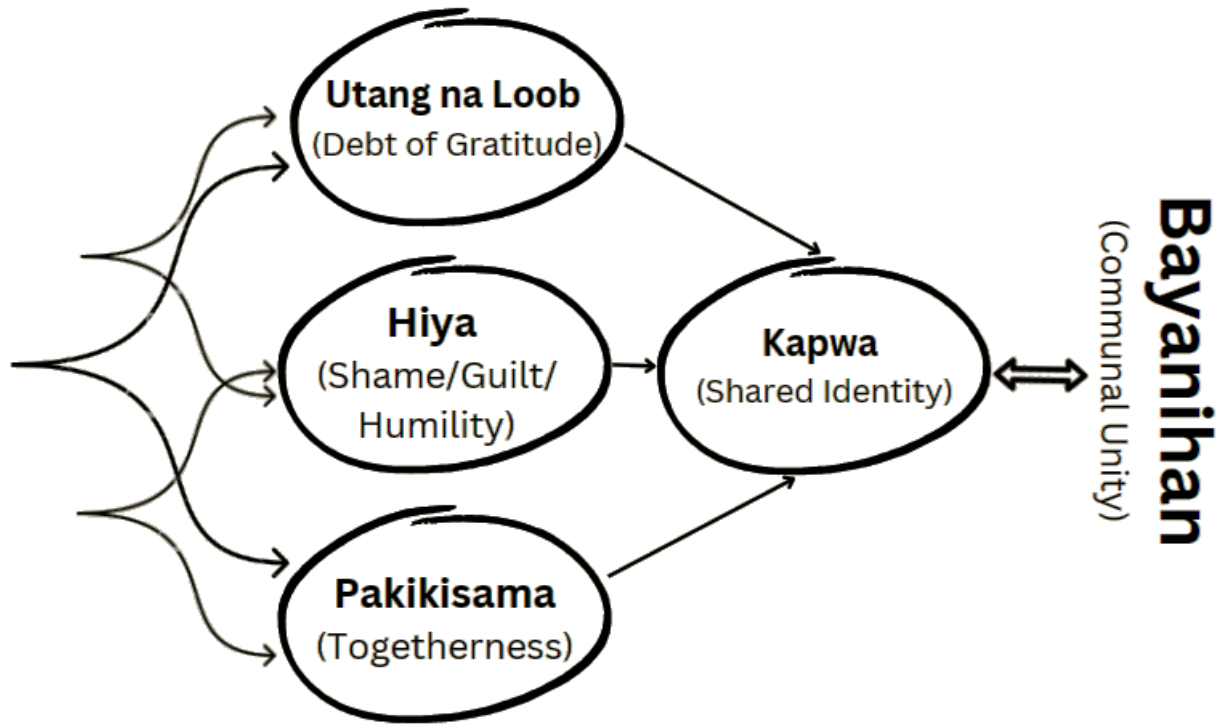 Utang na Loob
(Debt of Gratitude)
Hiya
(Shame/Guilt/
Humility)
Pakikisama
(Togetherness)
Kapwa
(Shared Identity)
Bayanihan
(Communal Unity)